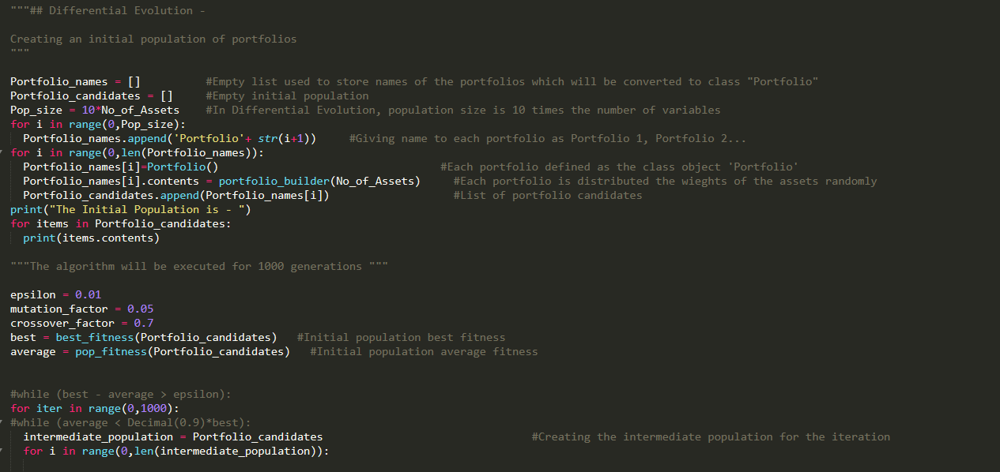 """## Differential Evolution -
Creating an initial population of portfolios
"""
Portfolio_names = []          #Empty list used to store names of the portfolios which will be converted to class "Portfolio"
Portfolio_candidates = []     #Empty initial population
Pop_size = 10*No_of_Assets    #In Differential Evolution, population size is 10 times the number of variables
for i in range(0,Pop_size):
  Portfolio_names.append('Portfolio'+ str(i+1))     #Giving name to each portfolio as Portfolio 1, Portfolio 2...
for i in range(0,len(Portfolio_names)):
  Portfolio_names[i]=Portfolio()                                  #Each portfolio defined as the class object 'Portfolio'
  Portfolio_names[i].contents = portfolio_builder(No_of_Assets)     #Each portfolio is distributed the wieghts of the assets randomly
  Portfolio_candidates.append(Portfolio_names[i])                   #List of portfolio candidates
print("The Initial Population is - ")
for items in Portfolio_candidates:
  print(items.contents)
"""The algorithm will be executed for 1000 generations """
epsilon = 0.01
mutation_factor = 0.05
crossover_factor = 0.7
best = best_fitness(Portfolio_candidates)   #Initial population best fitness
average = pop_fitness(Portfolio_candidates)   #Initial population average fitness
#while (best - average > epsilon):
for iter in range(0,1000):
#while (average < Decimal(0.9)*best):
  intermediate_population = Portfolio_candidates                                #Creating the intermediate population for the iteration
  for i in range(0,len(intermediate_population)):